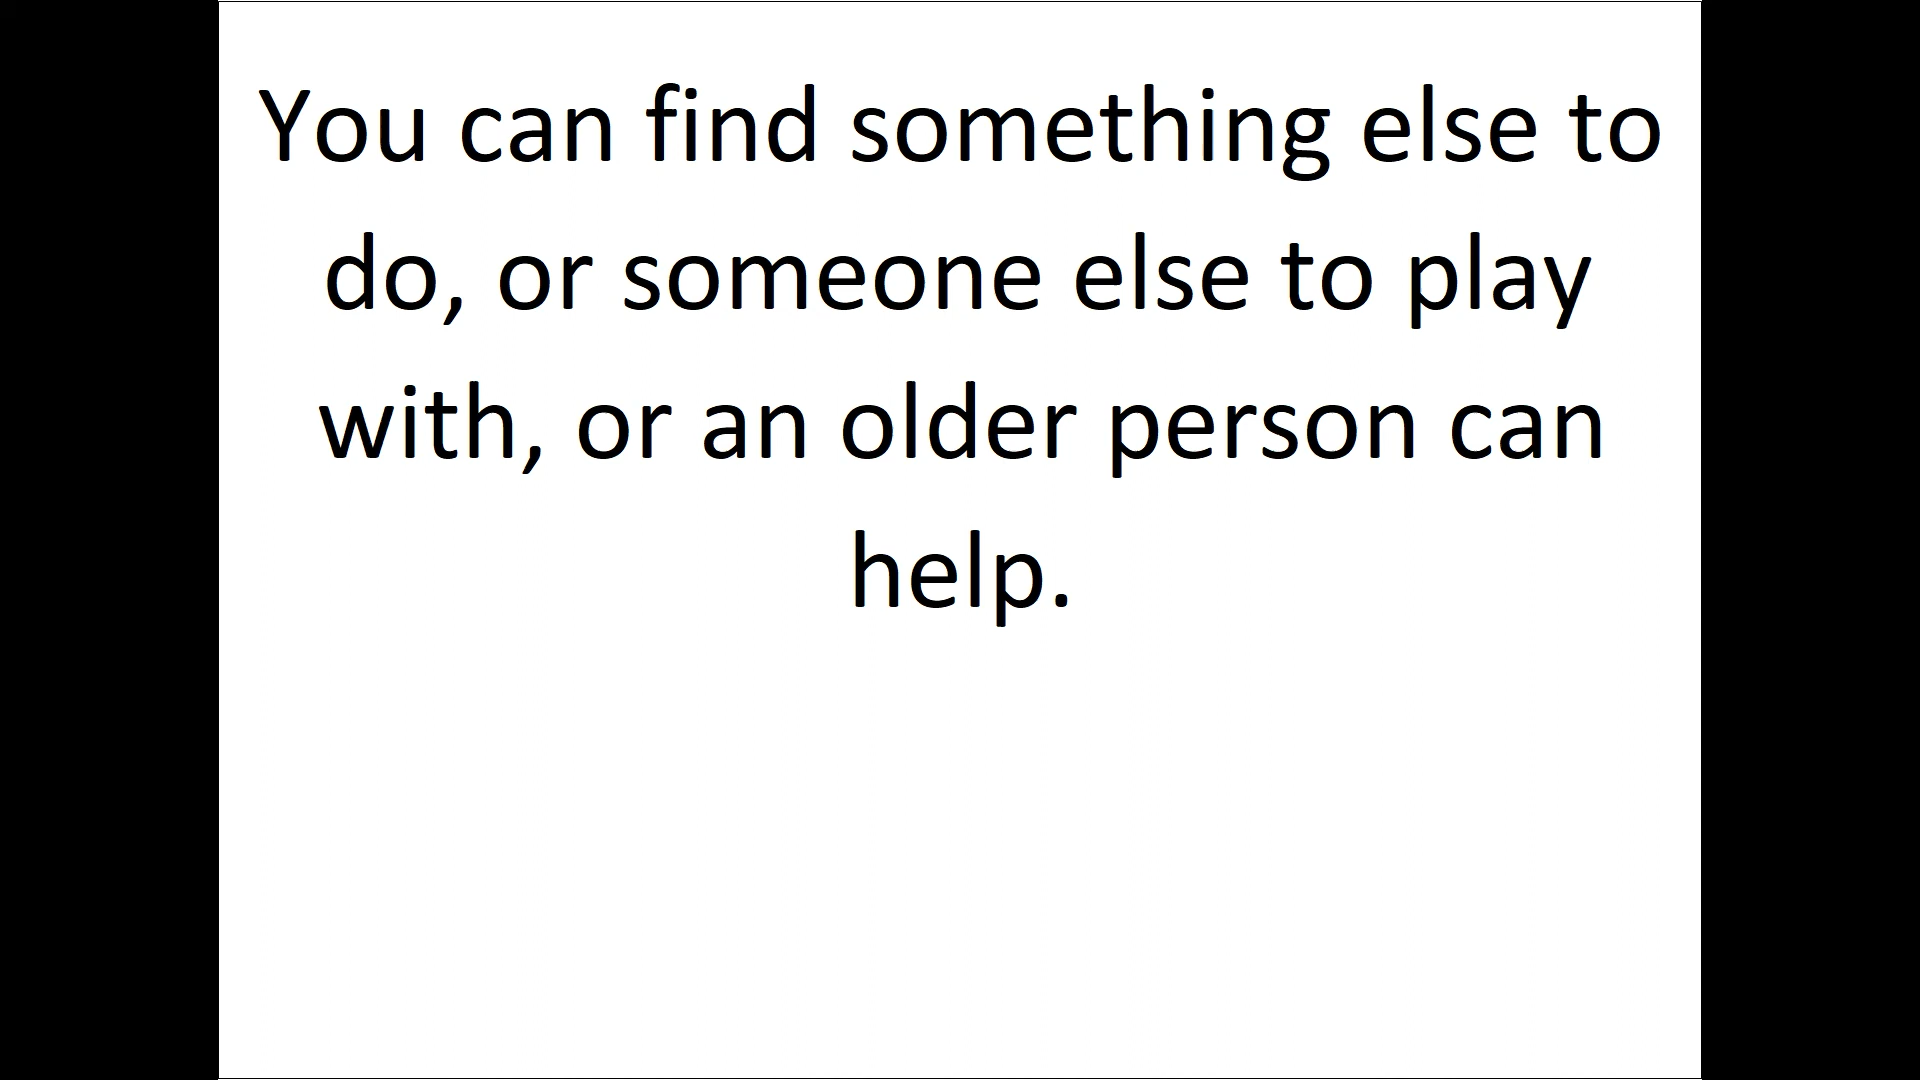 You can find something else to
do, or someone else to play
with, or an older person can
help.